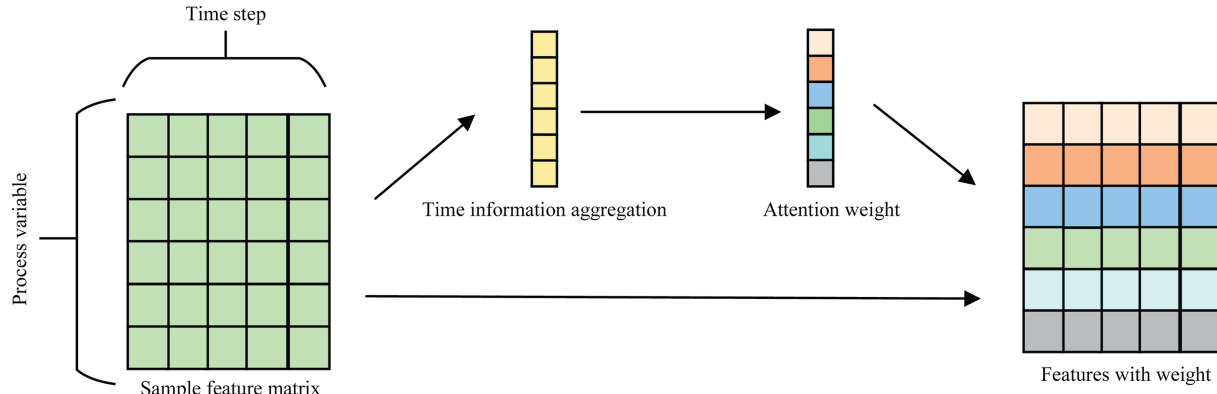 Time step
Process variable
Time information aggregation
Attention weight
Sample feature matrix
Features with weight